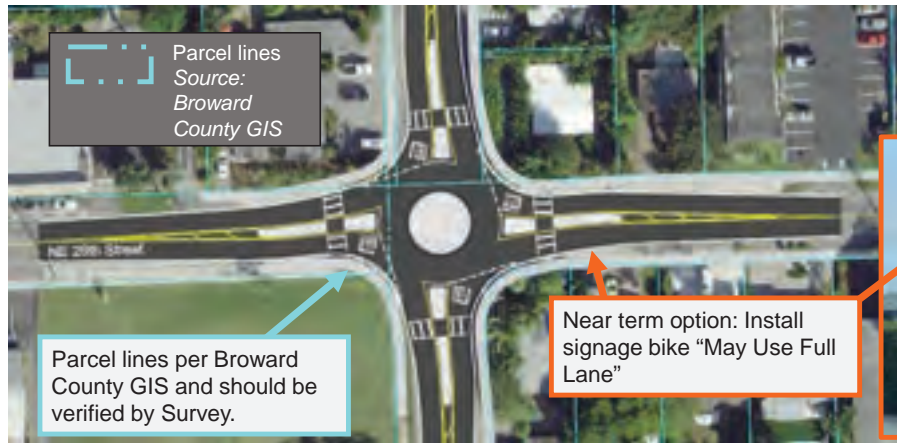 Parcel lines
Source:
Broward
County GIS
NE 26th Street
Near term option: Install
signage bike “May Use Full
Lane”
Parcel lines per Broward
County GIS and should be
verified by Survey.